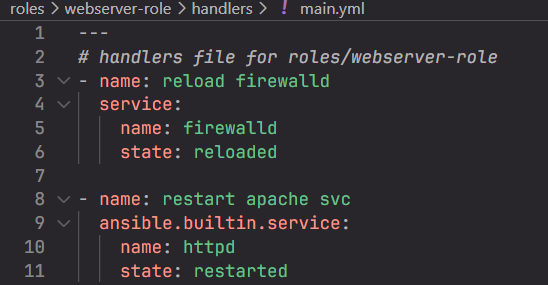 roles > webserver-role > handlers > ! main.yml
1 ---
2 # handlers file for roles/webserver-role
3 - name: reload firewalld
4   service:
5     name: firewalld
6     state: reloaded
7
8 - name: restart apache svc
9   ansible.builtin.service:
10     name: httpd
11     state: restarted